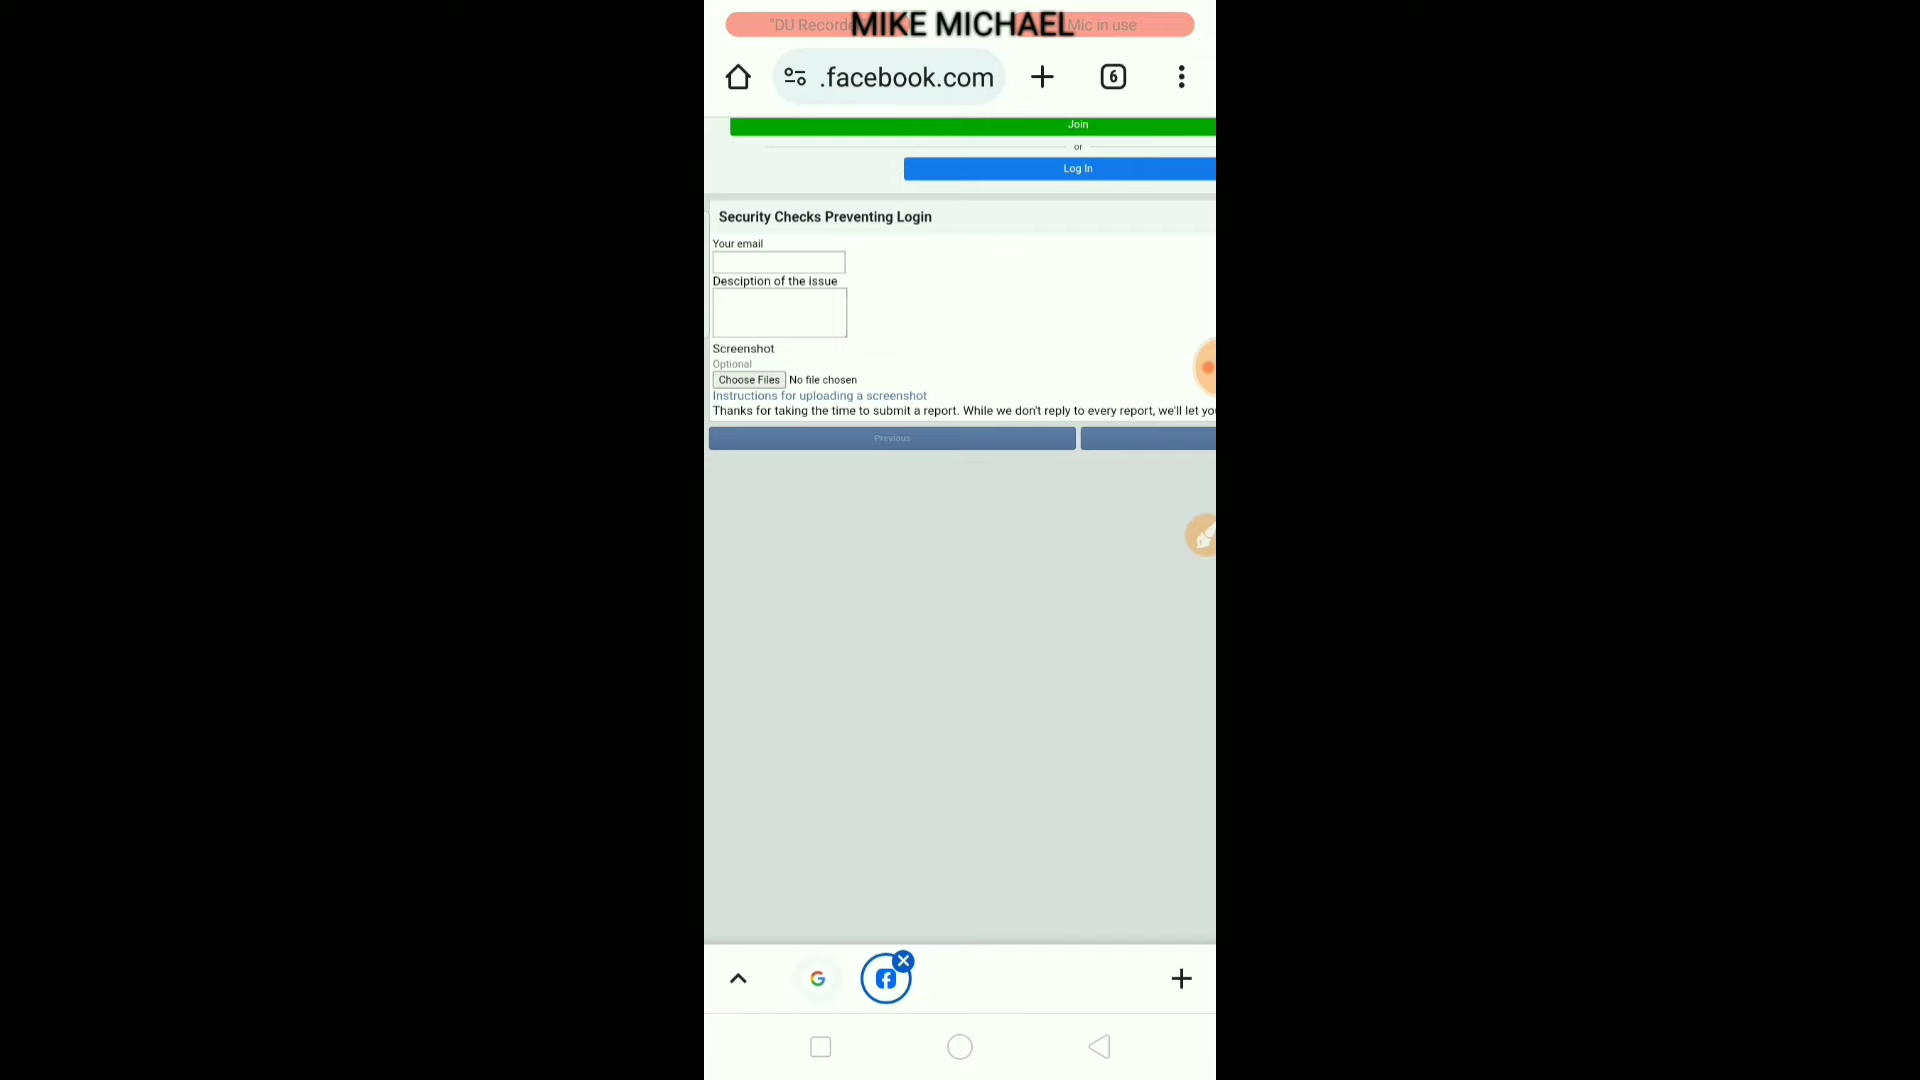 "DU Recorde
MIKE MICHAEL
Mic in use
.facebook.com
6
Join
or
Log In
Security Checks Preventing Login
Your email
Desciption of the issue
Screenshot
Optional
Choose Files No file chosen
Instructions for uploading a screenshot
Thanks for taking the time to submit a report. While we don't reply to every report, we'll let yo
Previous